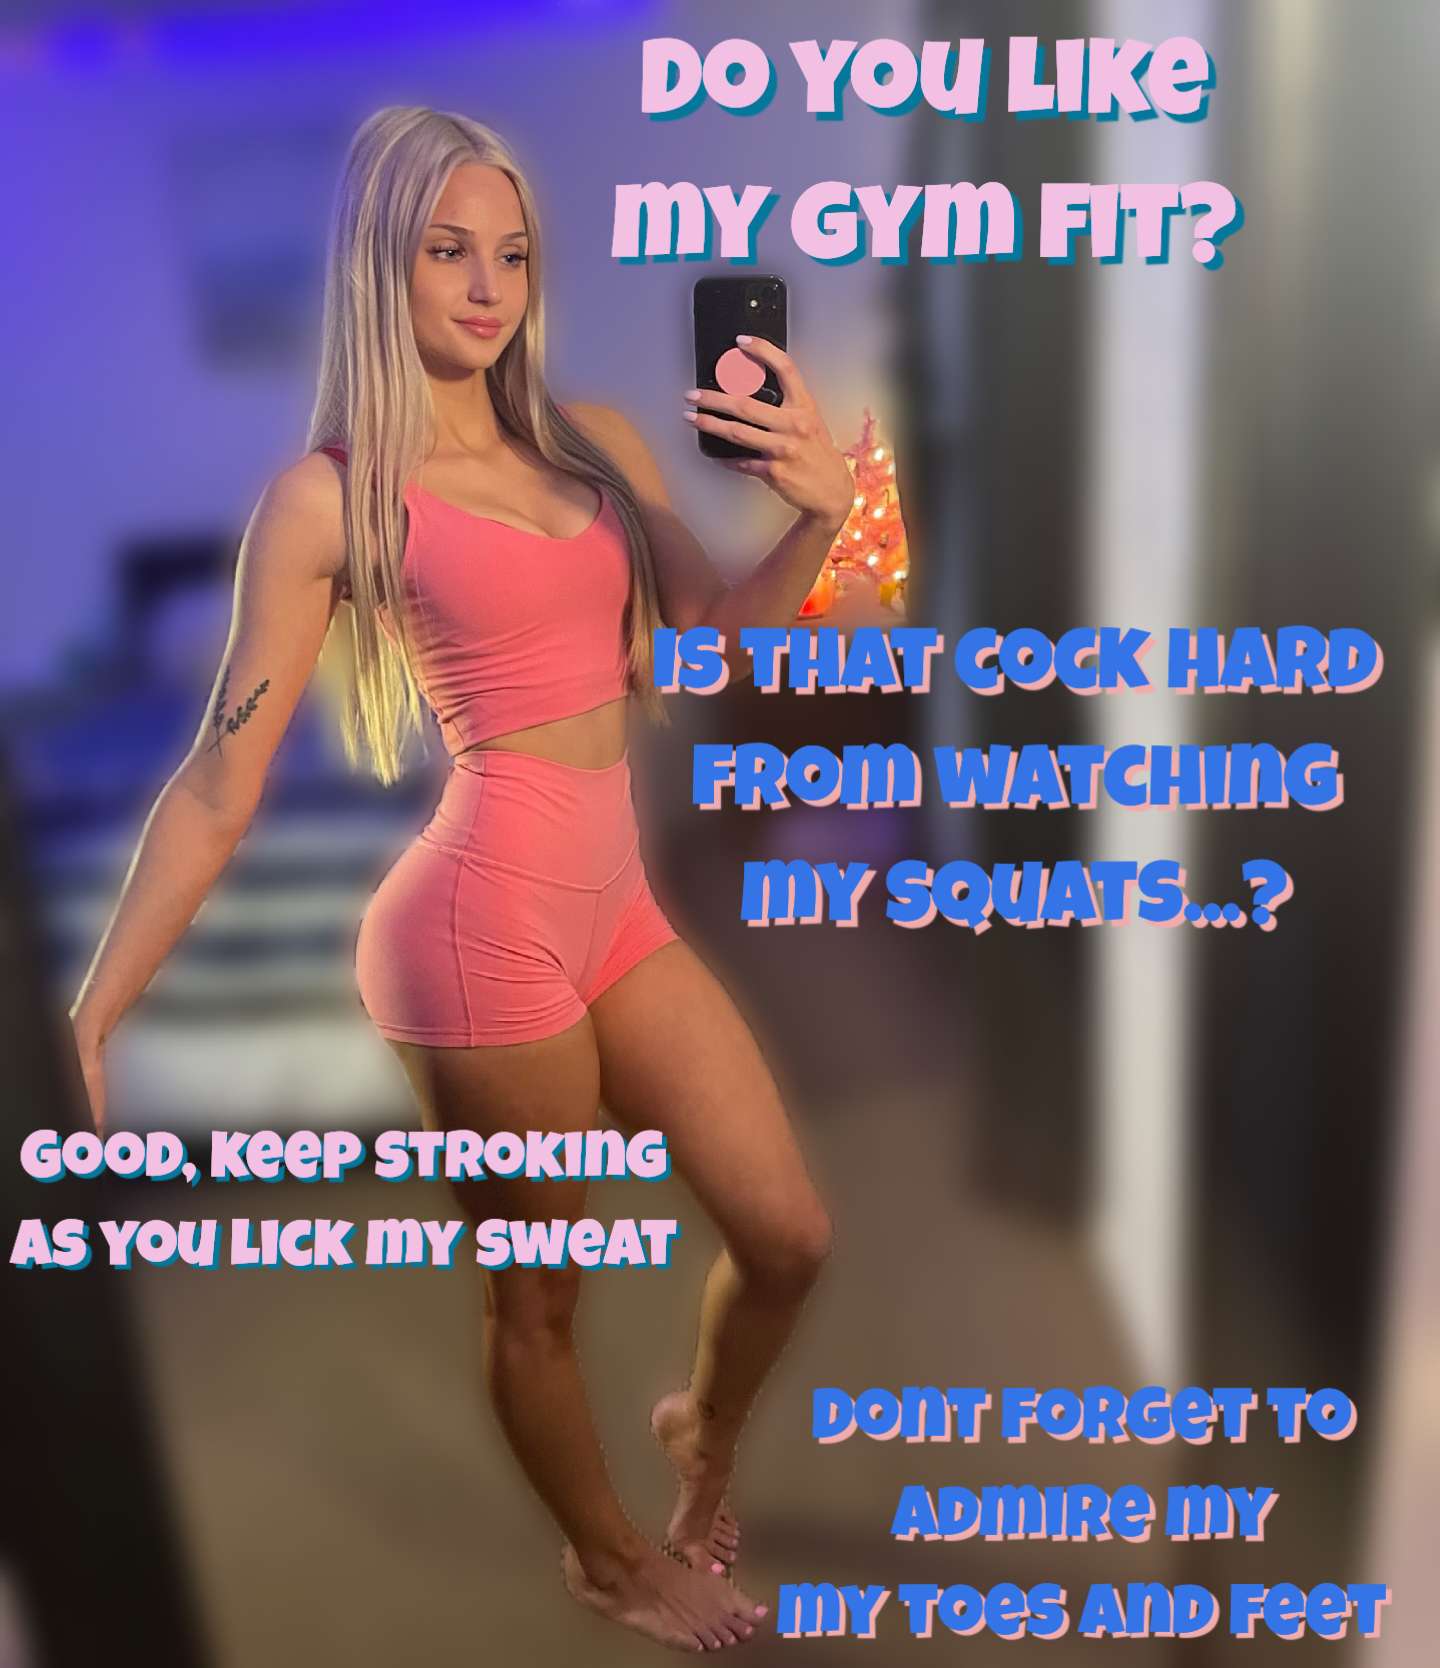 Do you like
my gym fit?
Is that cock hard
from watching
my squats...?
Good, keep stroking
as you lick my sweat
Dont forget to
admire my
my toes and feet